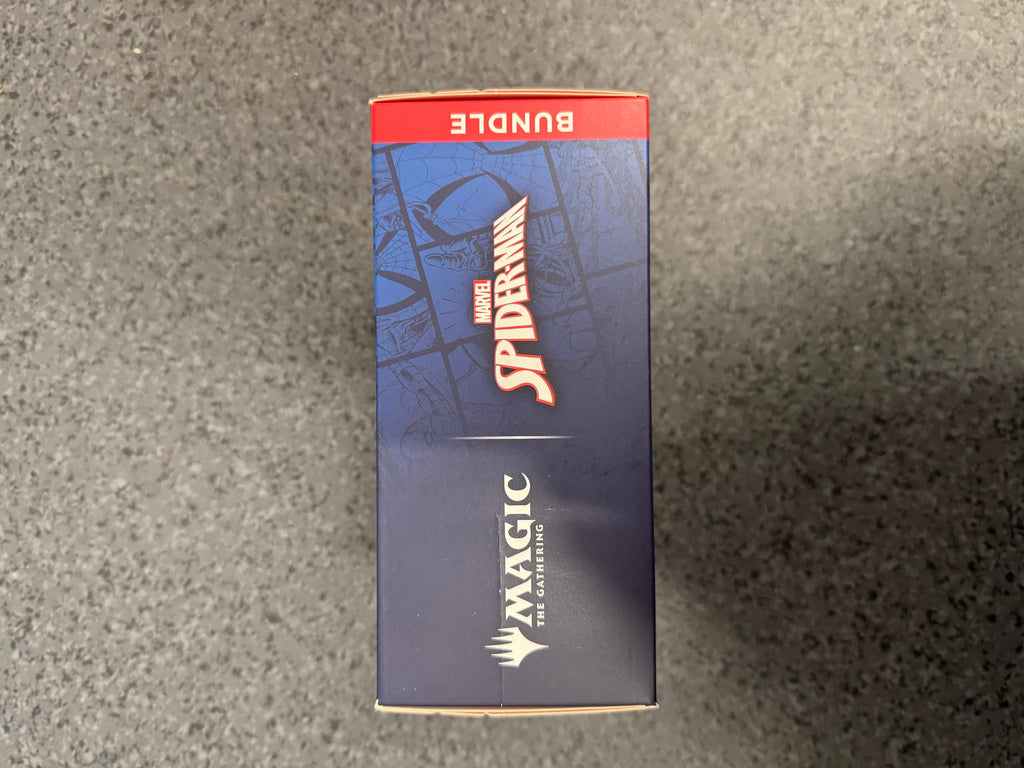 MAGIC
THE GATHERING
MARVEL
SPIDER-MAN
BUNDLE